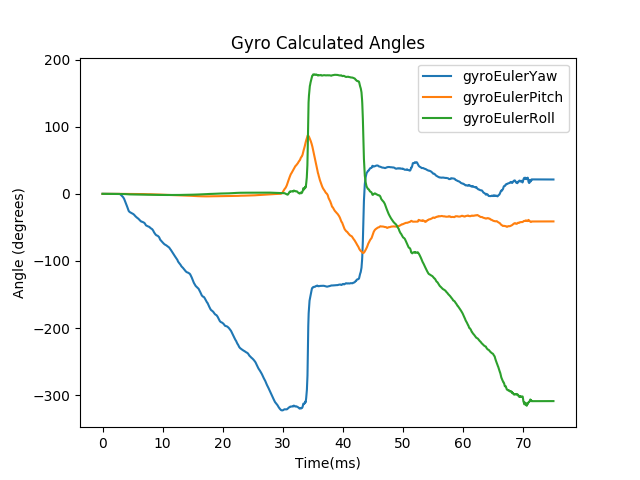 Gyro Calculated Angles
gyroEulerYaw
gyroEulerPitch
gyroEulerRoll
Angle (degrees)
200
100
0
−100
−200
−300
0 10 20 30 40 50 60 70
Time(ms)